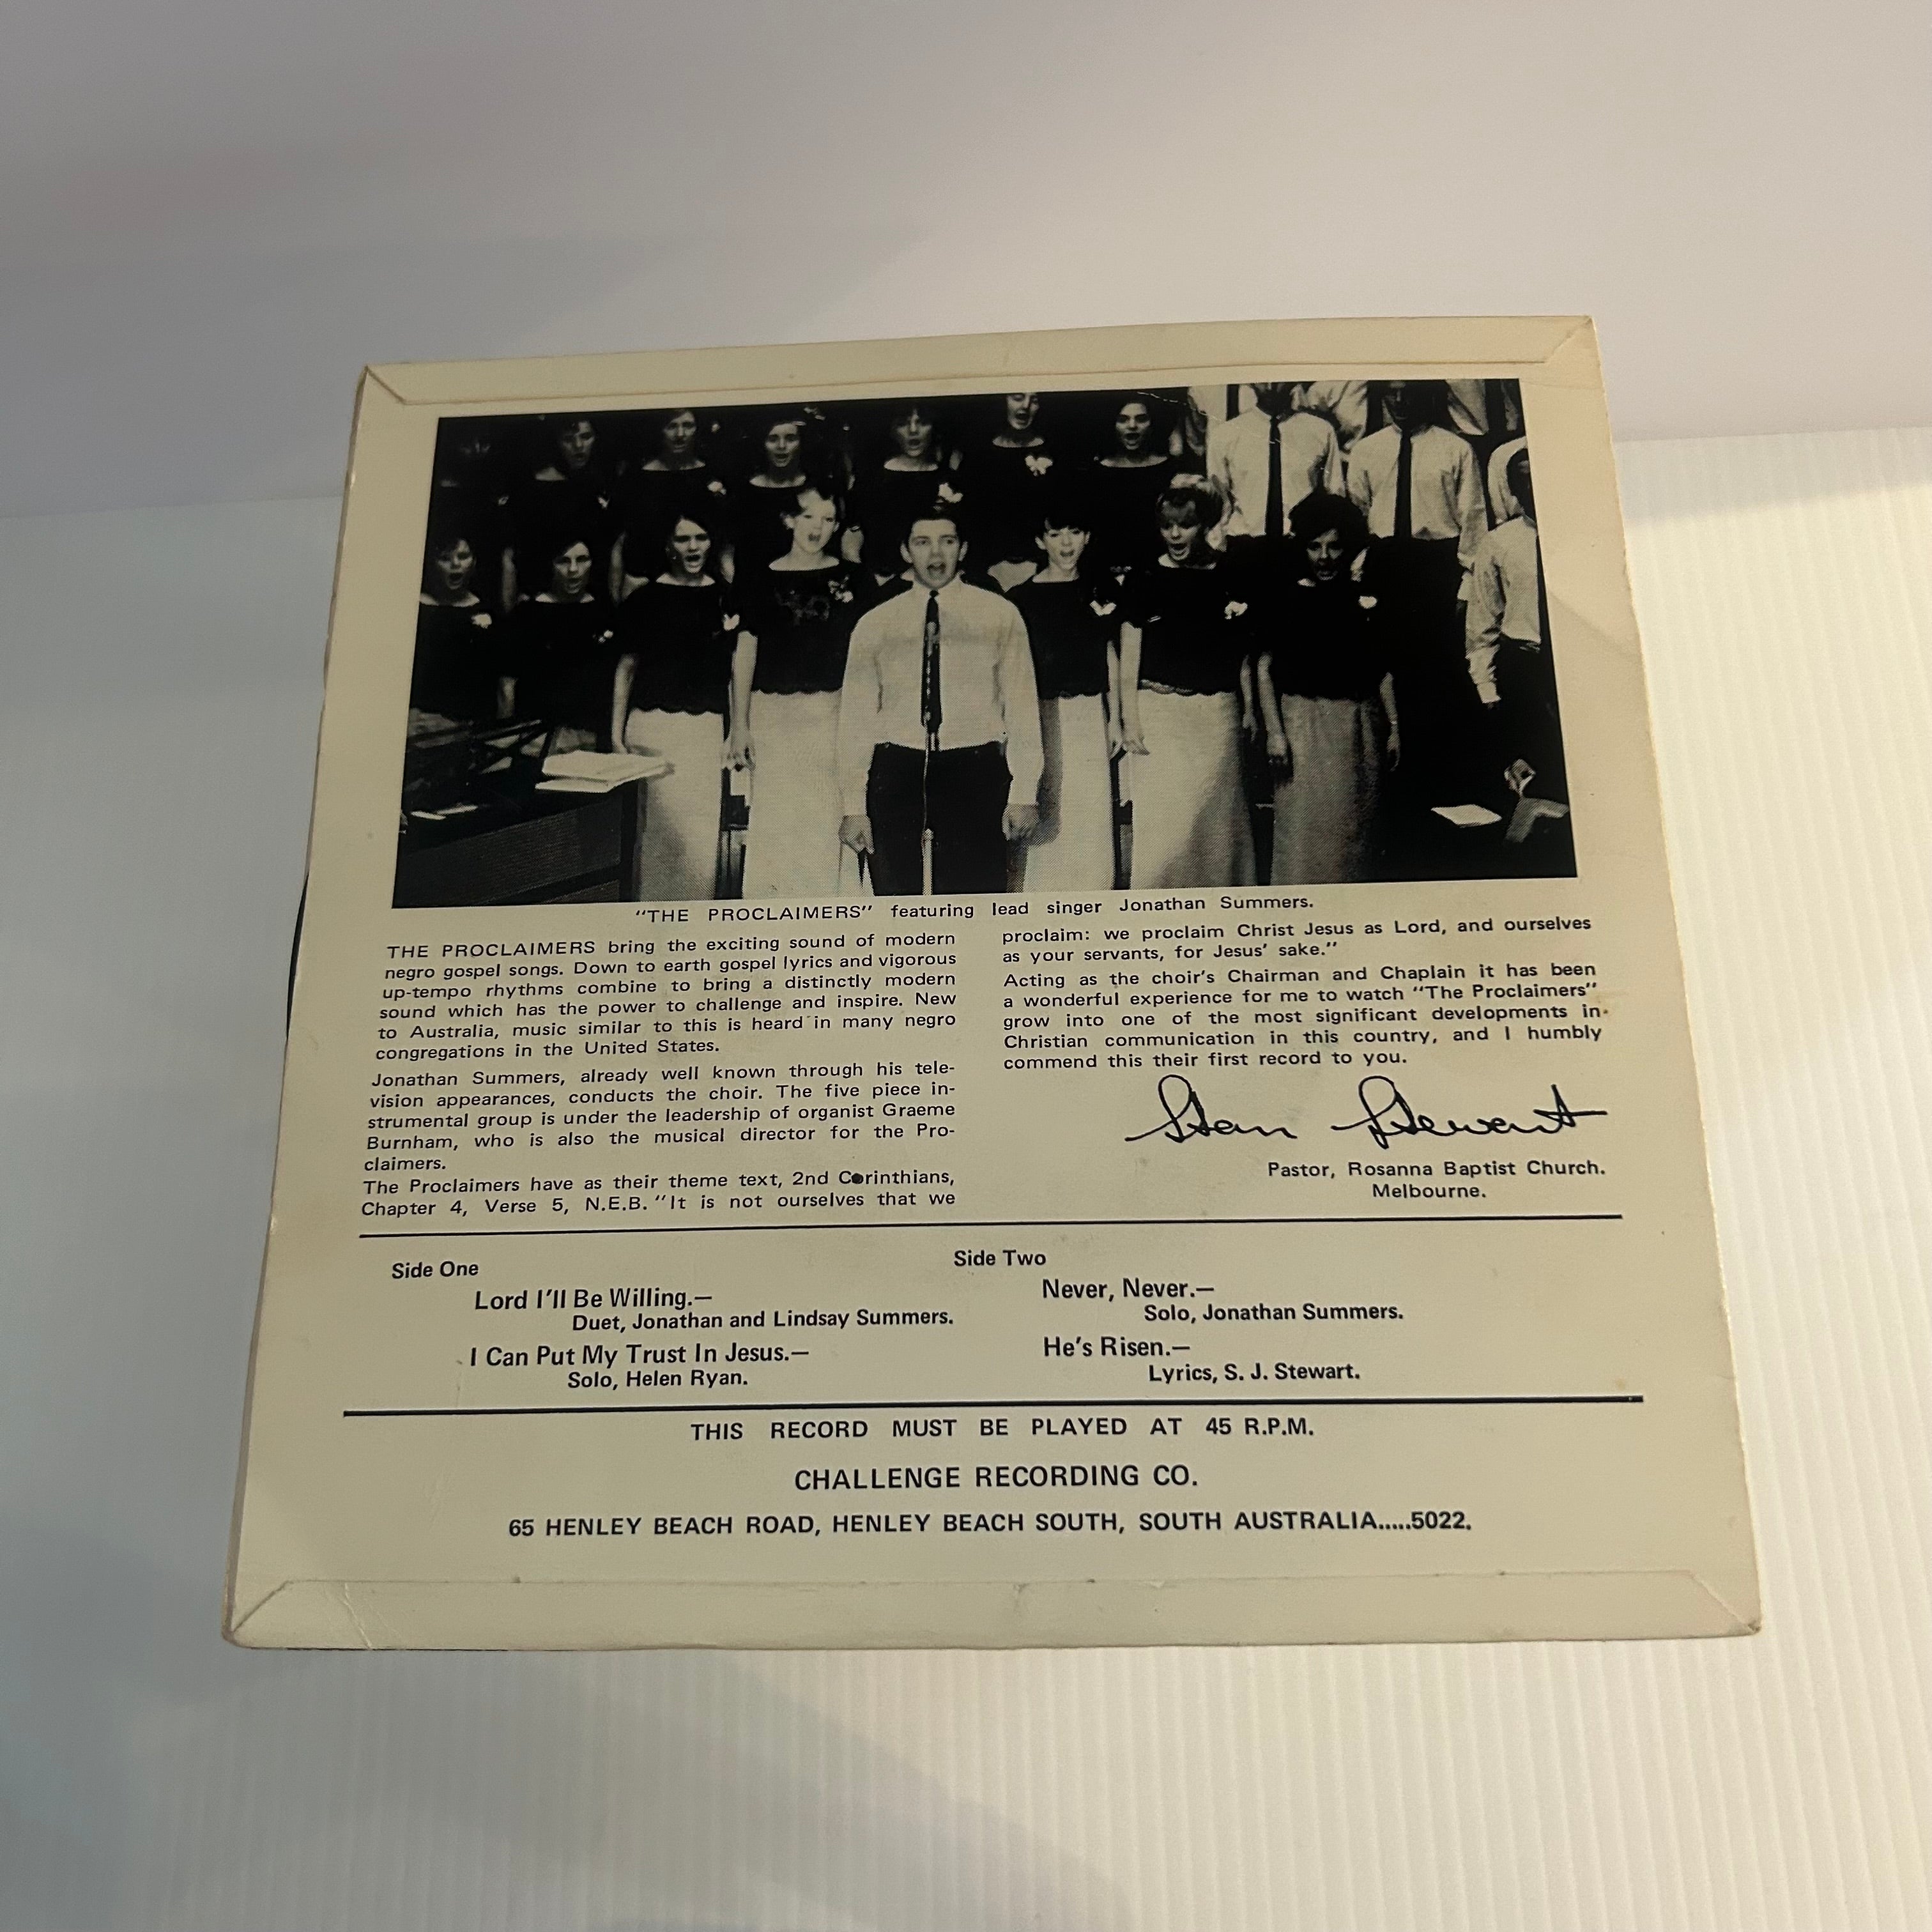 "THE PROCLAIMERS" featuring lead singer Jonathan Summers.
THE PROCLAIMERS bring the exciting sound of modern
negro gospel songs. Down to earth gospel lyrics and vigorous
up-tempo rhythms combine to bring a distinctly modern
sound which has the power to challenge and inspire. New
to Australia, music similar to this is heard in many negro
congregations in the United States.
Jonathan Summers, already well known through his tele-
vision appearances, conducts the choir. The five piece in-
strumental group is under the leadership of organist Graeme
Burnham, who is also the musical director for the Pro-
claimers.
The Proclaimers have as their theme text, 2nd Corinthians,
Chapter 4, Verse 5, N.E.B. "It is not ourselves that we
proclaim: we proclaim Christ Jesus as Lord, and ourselves
as your servants, for Jesus' sake."
Acting as the choir's Chairman and Chaplain it has been
a wonderful experience for me to watch "The Proclaimers"
grow into one of the most significant developments in
Christian communication in this country, and I humbly
commend this their first record to you.
Stan Stewart
Pastor, Rosanna Baptist Church.
Melbourne.
Side One
Lord I'll Be Willing.—
Duet, Jonathan and Lindsay Summers.
I Can Put My Trust In Jesus.—
Solo, Helen Ryan.
Side Two
Never, Never.—
Solo, Jonathan Summers.
He's Risen.—
Lyrics, S. J. Stewart.
THIS RECORD MUST BE PLAYED AT 45 R.P.M.
CHALLENGE RECORDING CO.
65 HENLEY BEACH ROAD, HENLEY BEACH SOUTH, SOUTH AUSTRALIA.....5022.